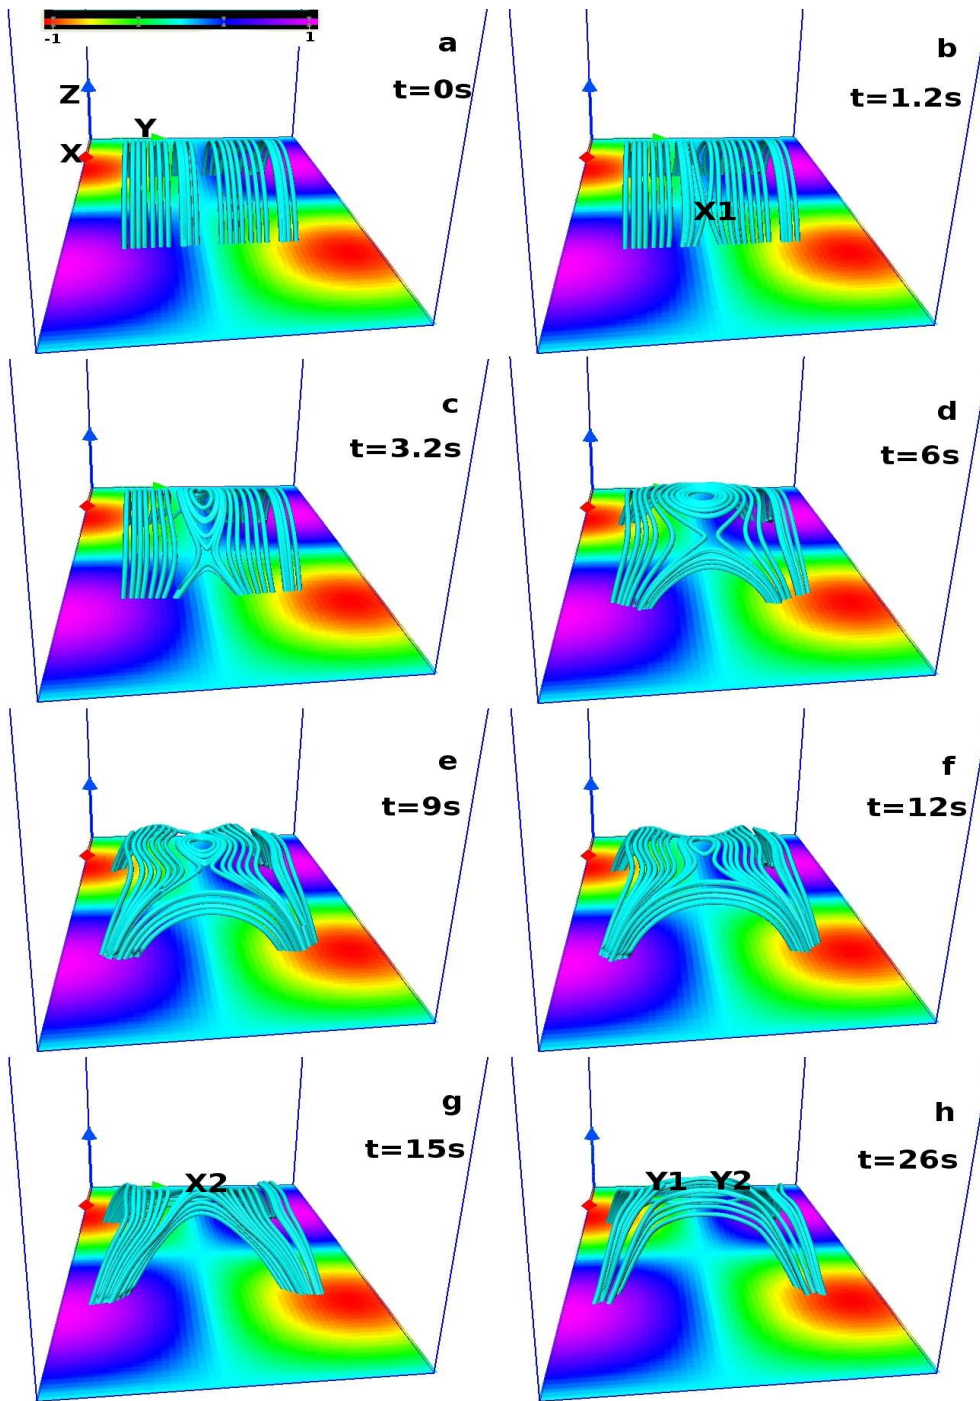 -1 1
a
t=0s
Z
Y
X
b
t=1.2s
X1
c
t=3.2s
d
t=6s
e
t=9s
f
t=12s
g
t=15s
X2
h
t=26s
Y1 Y2